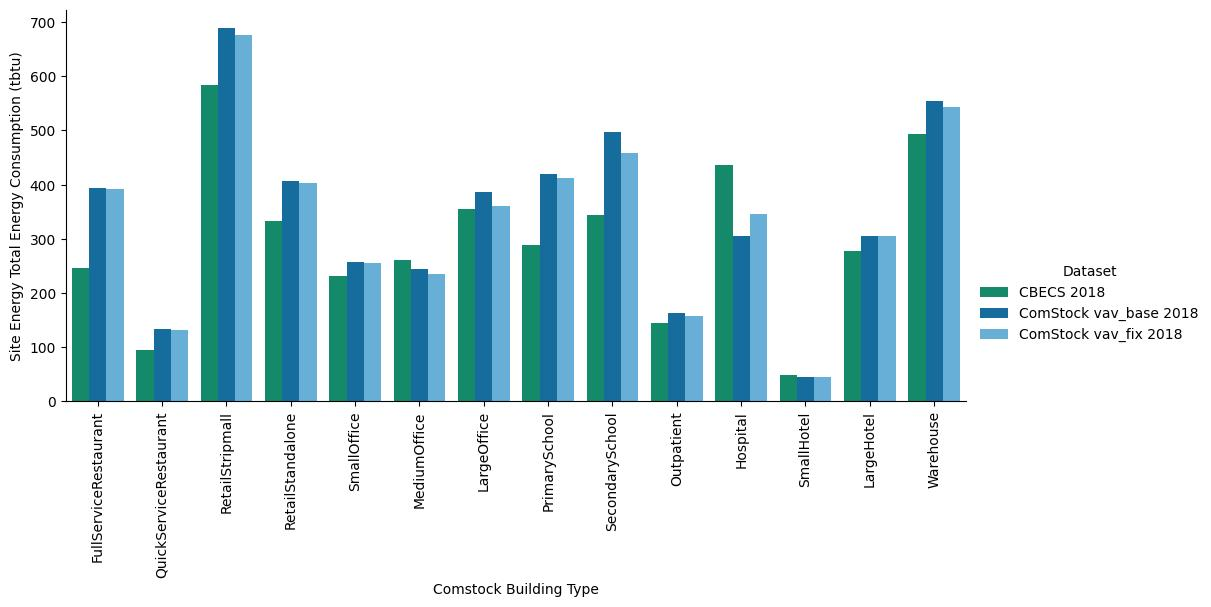 Site Energy Total Energy Consumption (tbtu)
700
600
500
400
300
200
100
0
FullServiceRestaurant
QuickServiceRestaurant
RetailStripmall
RetailStandalone
SmallOffice
MediumOffice
LargeOffice
PrimarySchool
SecondarySchool
Outpatient
Hospital
SmallHotel
LargeHotel
Warehouse
Comstock Building Type
Dataset
CBECS 2018
ComStock vav_base 2018
ComStock vav_fix 2018